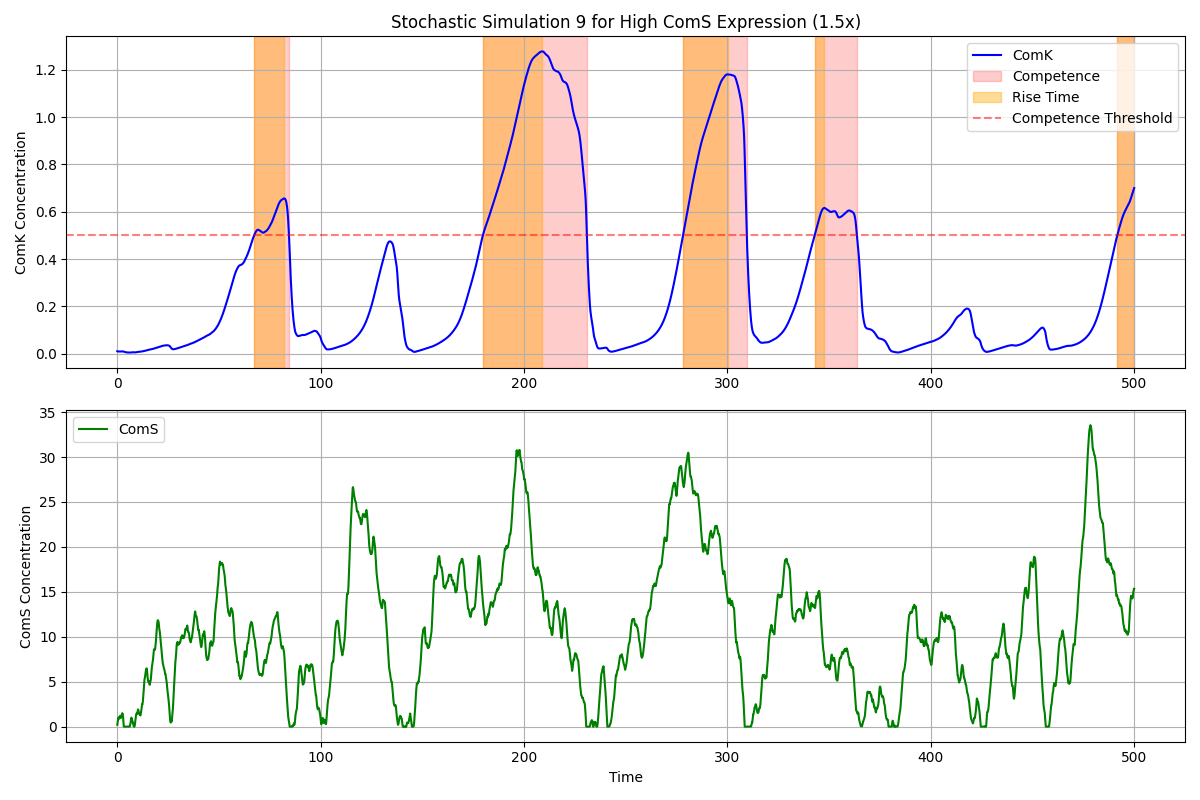 Stochastic Simulation 9 for High ComS Expression (1.5x)
ComK Concentration
1.2
1.0
0.8
0.6
0.4
0.2
0.0
ComK
Competence
Rise Time
Competence Threshold
0 100 200 300 400 500
ComS Concentration
35
30
25
20
15
10
5
0
ComS
0 100 200 300 400 500
Time